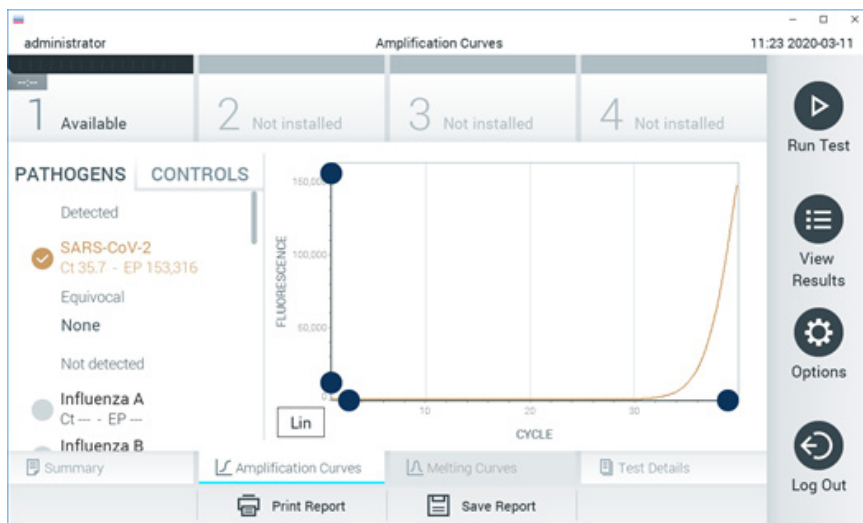 administrator
Amplification Curves
11:23 2020-03-11
--:--
1 Available
2 Not installed
3 Not installed
4 Not installed
Run Test
View
Results
Options
Log Out
PATHOGENS
CONTROLS
Detected
SARS-CoV-2
Ct 35.7 - EP 153,316
Equivocal
None
Not detected
Influenza A
Ct --- - EP ---
Influenza B
FLUORESCENCE
150,000
100,000
50,000
0
10
20
30
CYCLE
Lin
Summary
Amplification Curves
Melting Curves
Test Details
Print Report
Save Report